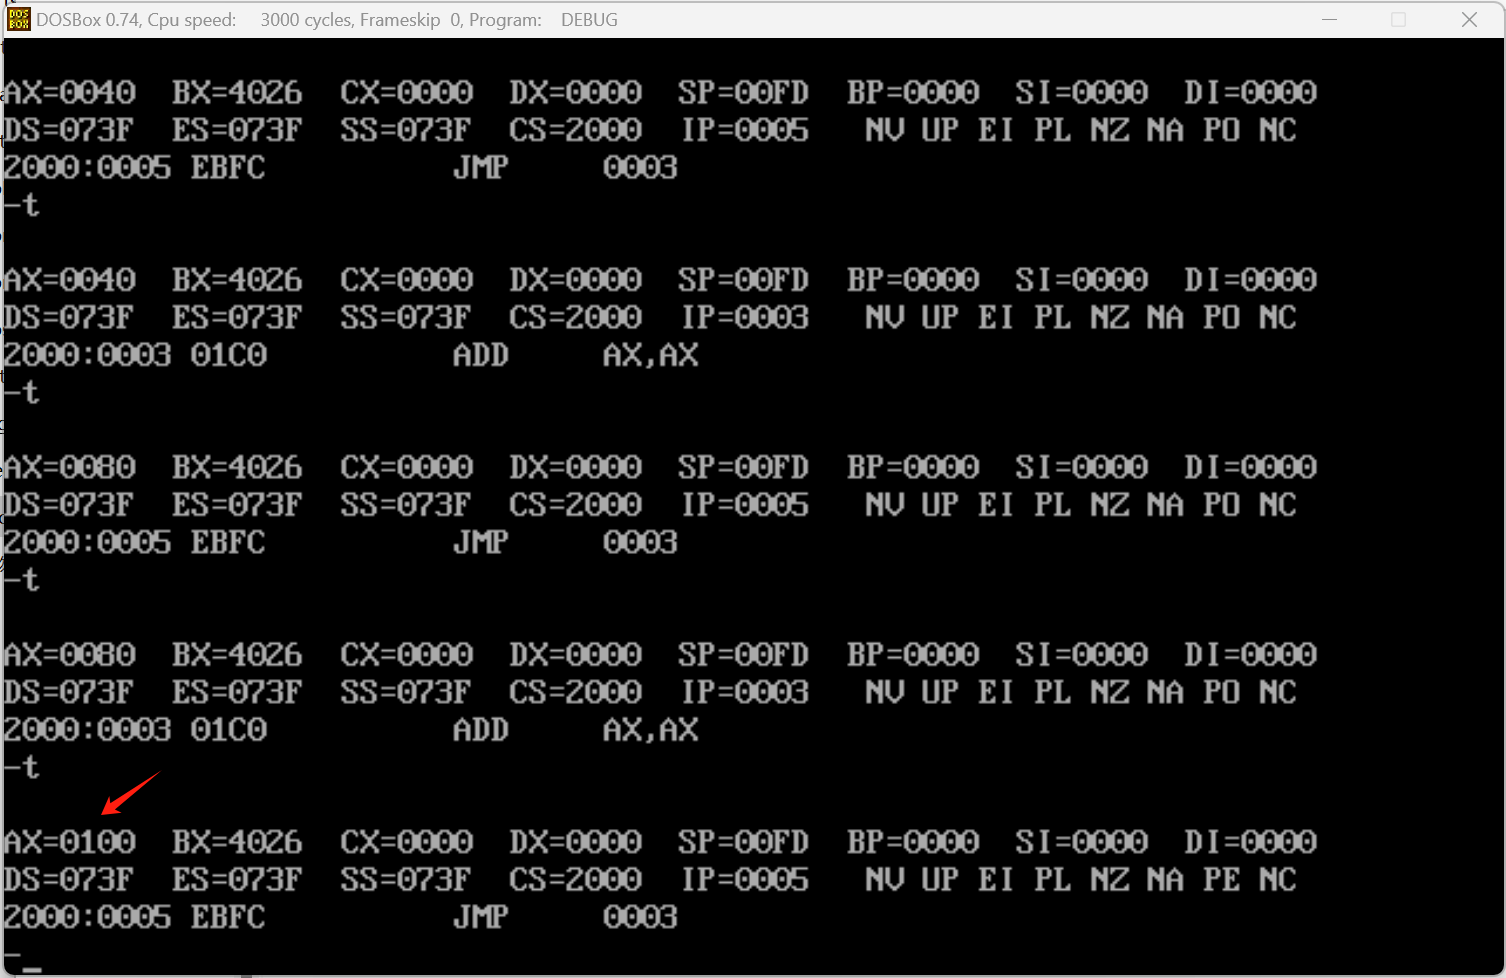 DOSBox 0.74, Cpu speed: 3000 cycles, Frameskip 0, Program: DEBUG
AX=0040 BX=4026 CX=0000 DX=0000 SP=00FD BP=0000 SI=0000 DI=0000
DS=073F ES=073F SS=073F CS=2000 IP=0005 NV UP EI PL NZ NA PO NC
2000:0005 EBFC JMP 0003
-t
AX=0040 BX=4026 CX=0000 DX=0000 SP=00FD BP=0000 SI=0000 DI=0000
DS=073F ES=073F SS=073F CS=2000 IP=0003 NV UP EI PL NZ NA PO NC
2000:0003 01C0 ADD AX,AX
-t
AX=0080 BX=4026 CX=0000 DX=0000 SP=00FD BP=0000 SI=0000 DI=0000
DS=073F ES=073F SS=073F CS=2000 IP=0005 NV UP EI PL NZ NA PO NC
2000:0005 EBFC JMP 0003
-t
AX=0080 BX=4026 CX=0000 DX=0000 SP=00FD BP=0000 SI=0000 DI=0000
DS=073F ES=073F SS=073F CS=2000 IP=0003 NV UP EI PL NZ NA PO NC
2000:0003 01C0 ADD AX,AX
-t
AX=0100 BX=4026 CX=0000 DX=0000 SP=00FD BP=0000 SI=0000 DI=0000
DS=073F ES=073F SS=073F CS=2000 IP=0005 NV UP EI PL NZ NA PE NC
2000:0005 EBFC JMP 0003
-_